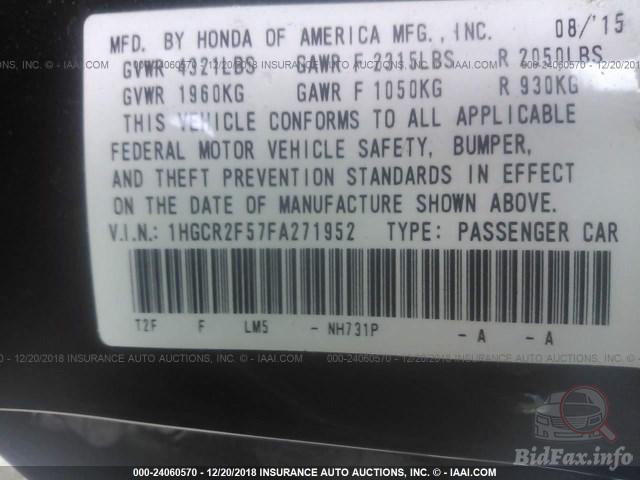 MFD. BY HONDA OF AMERICA MFG., INC. 08/'15
GVWR 4321LBS GAWR F 2315LBS R 2050LBS
GVWR 1960KG GAWR F 1050KG R 930KG
THIS VEHICLE CONFORMS TO ALL APPLICABLE
FEDERAL MOTOR VEHICLE SAFETY, BUMPER,
AND THEFT PREVENTION STANDARDS IN EFFECT
ON THE DATE OF MANUFACTURE SHOWN ABOVE.
V.I.N.: 1HGCR2F57FA271952 TYPE: PASSENGER CAR
T2F F LM5 - NH731P - A - A
000-24060570 - 12/20/2018 INSURANCE AUTO AUCTIONS, INC. - IAAI.COM
BidFax.info